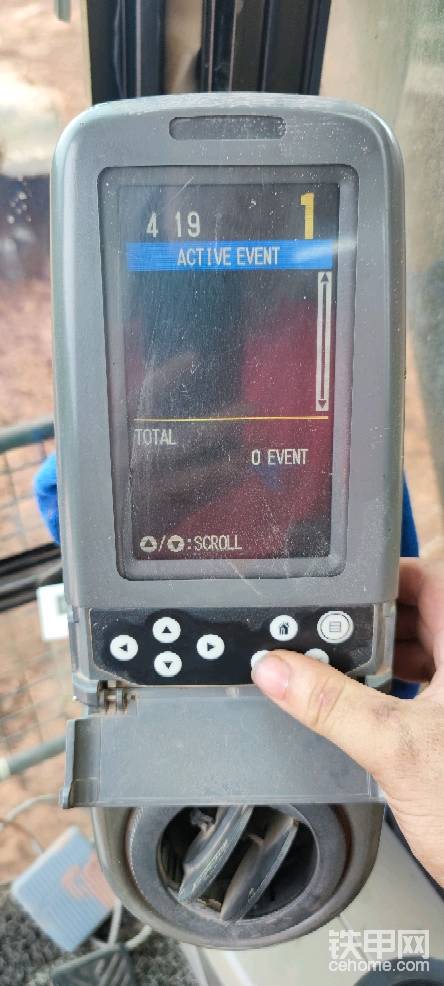 4 19 1
ACTIVE EVENT
TOTAL
0 EVENT
/ :SCROLL
铁甲网
cehome.com